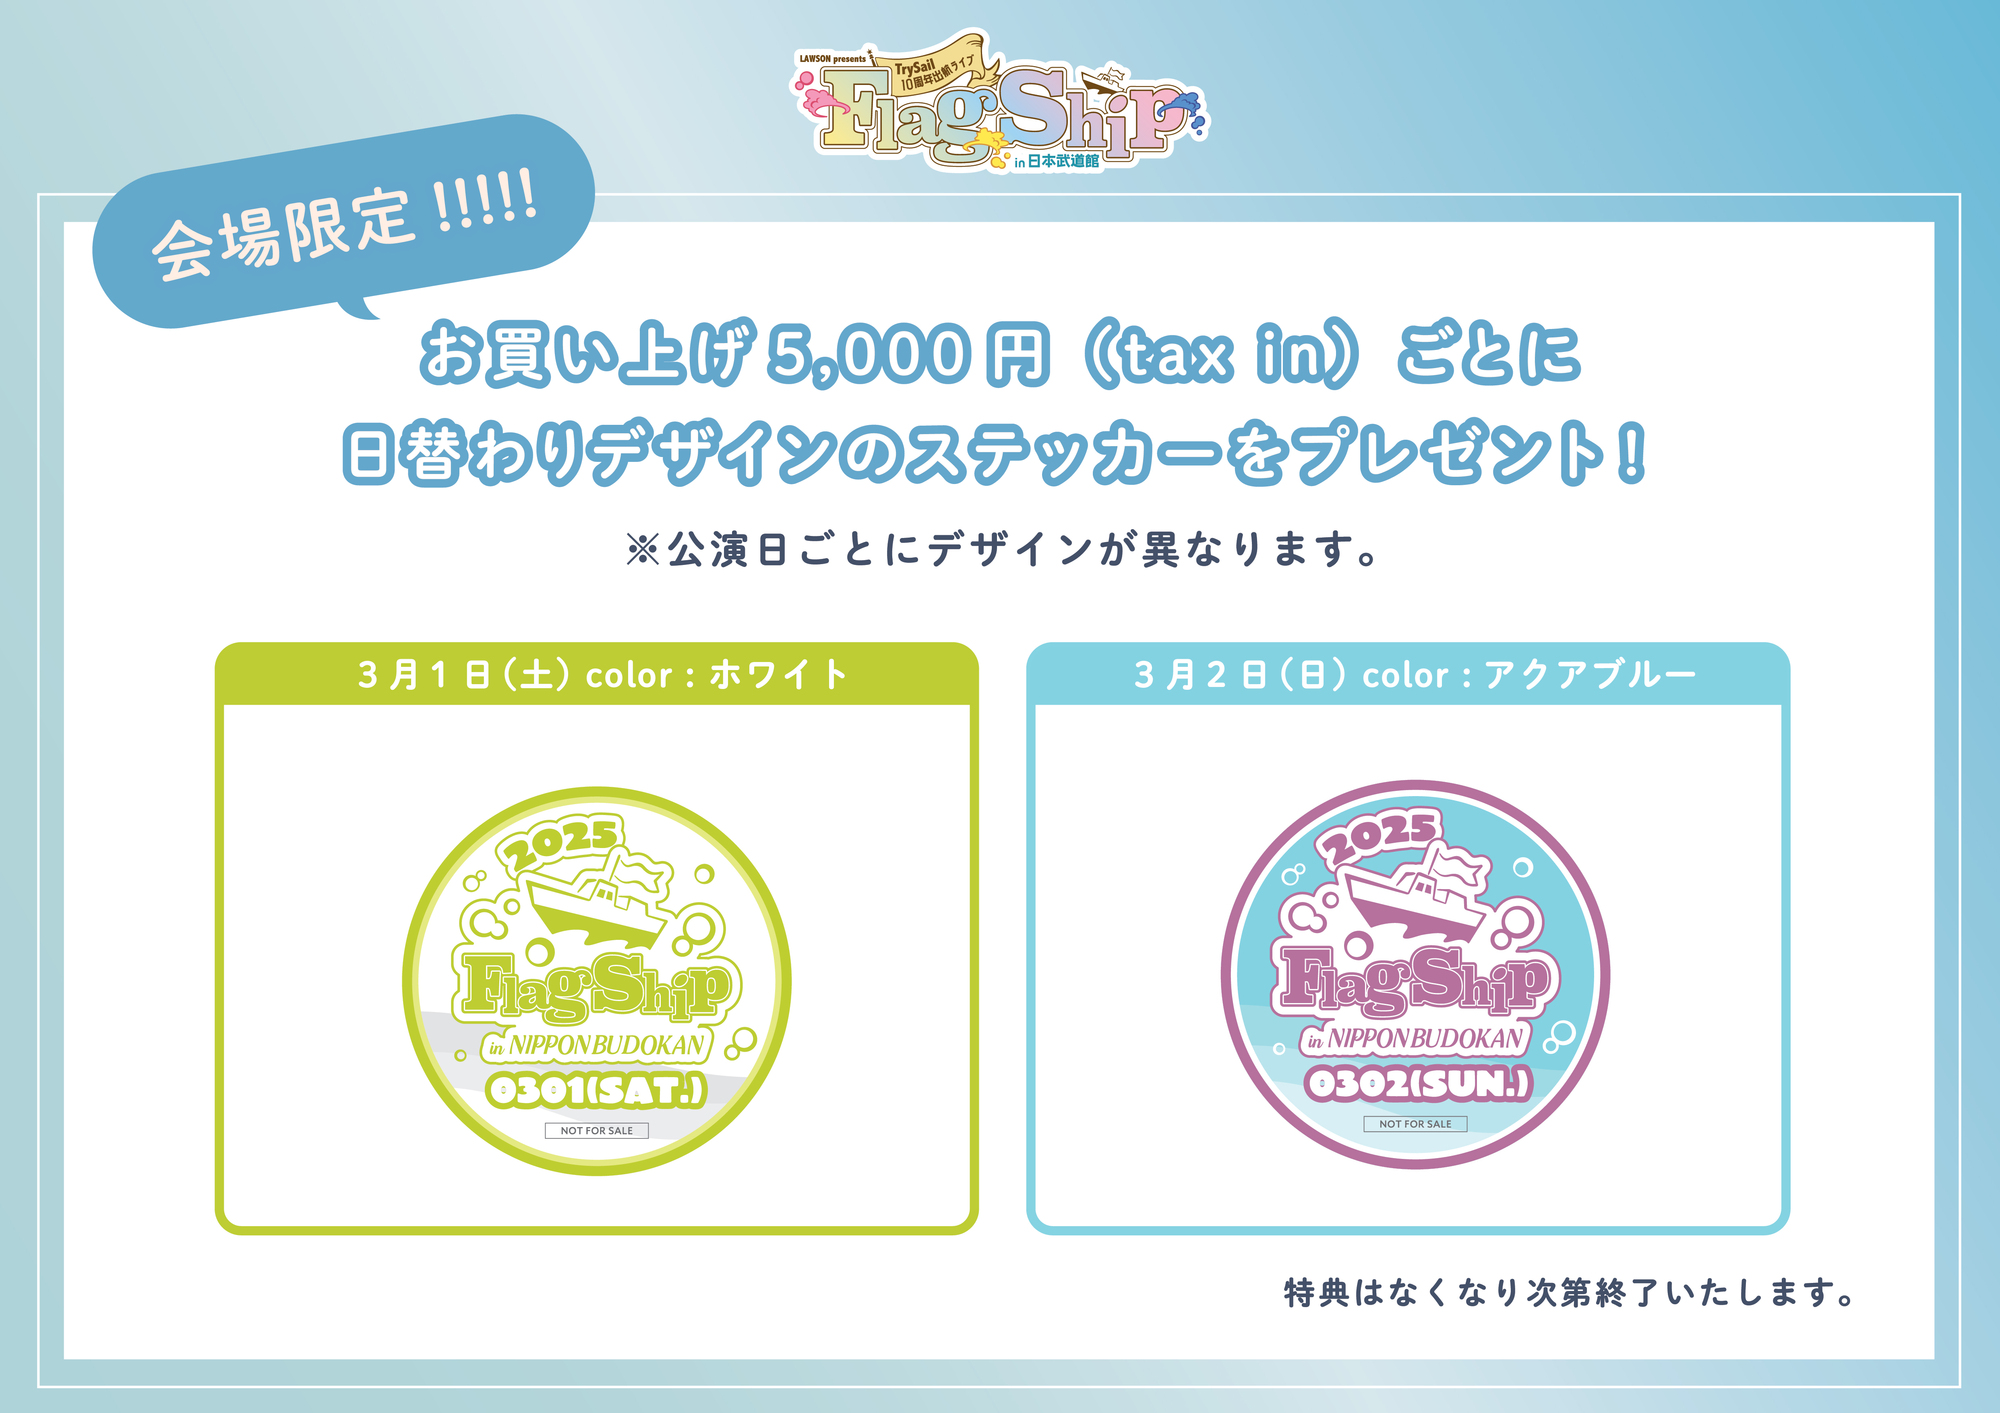 LAWSON presents
TrySail
10周年出航ライブ
FlagShip
in 日本武道館
会場限定!!!!!
お買い上げ5,000円（tax in）ごとに
日替わりデザインのステッカーをプレゼント！
※公演日ごとにデザインが異なります。
3月1日（土）color：ホワイト
2025
FlagShip
in NIPPON BUDOKAN
0301(SAT.)
NOT FOR SALE
3月2日（日）color：アクアブルー
2025
FlagShip
in NIPPON BUDOKAN
0302(SUN.)
NOT FOR SALE
特典はなくなり次第終了いたします。